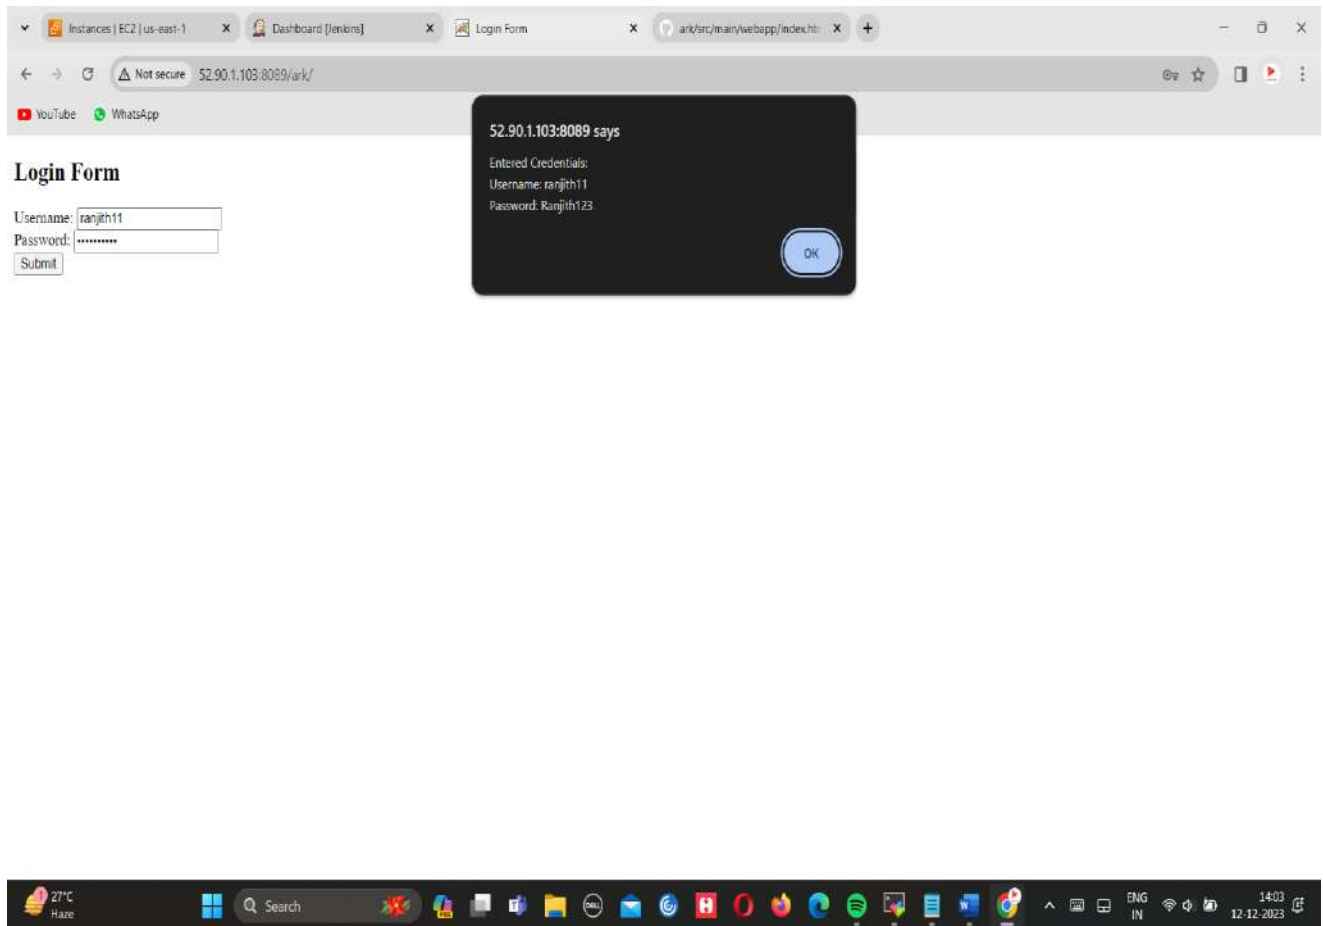 Instances | EC2 | us-east-1
Dashboard [Jenkins]
Login Form
ark/src/main/webapp/index.ht
Not secure 52.90.1.103:8089/ark/
YouTube WhatsApp
52.90.1.103:8089 says
Entered Credentials:
Username: ranjith11
Password: Ranjith123
OK
Login Form
Username: ranjith11
Password: ••••••••••
Submit
27°C
Haze
Search
ENG
IN
14:03
12-12-2023